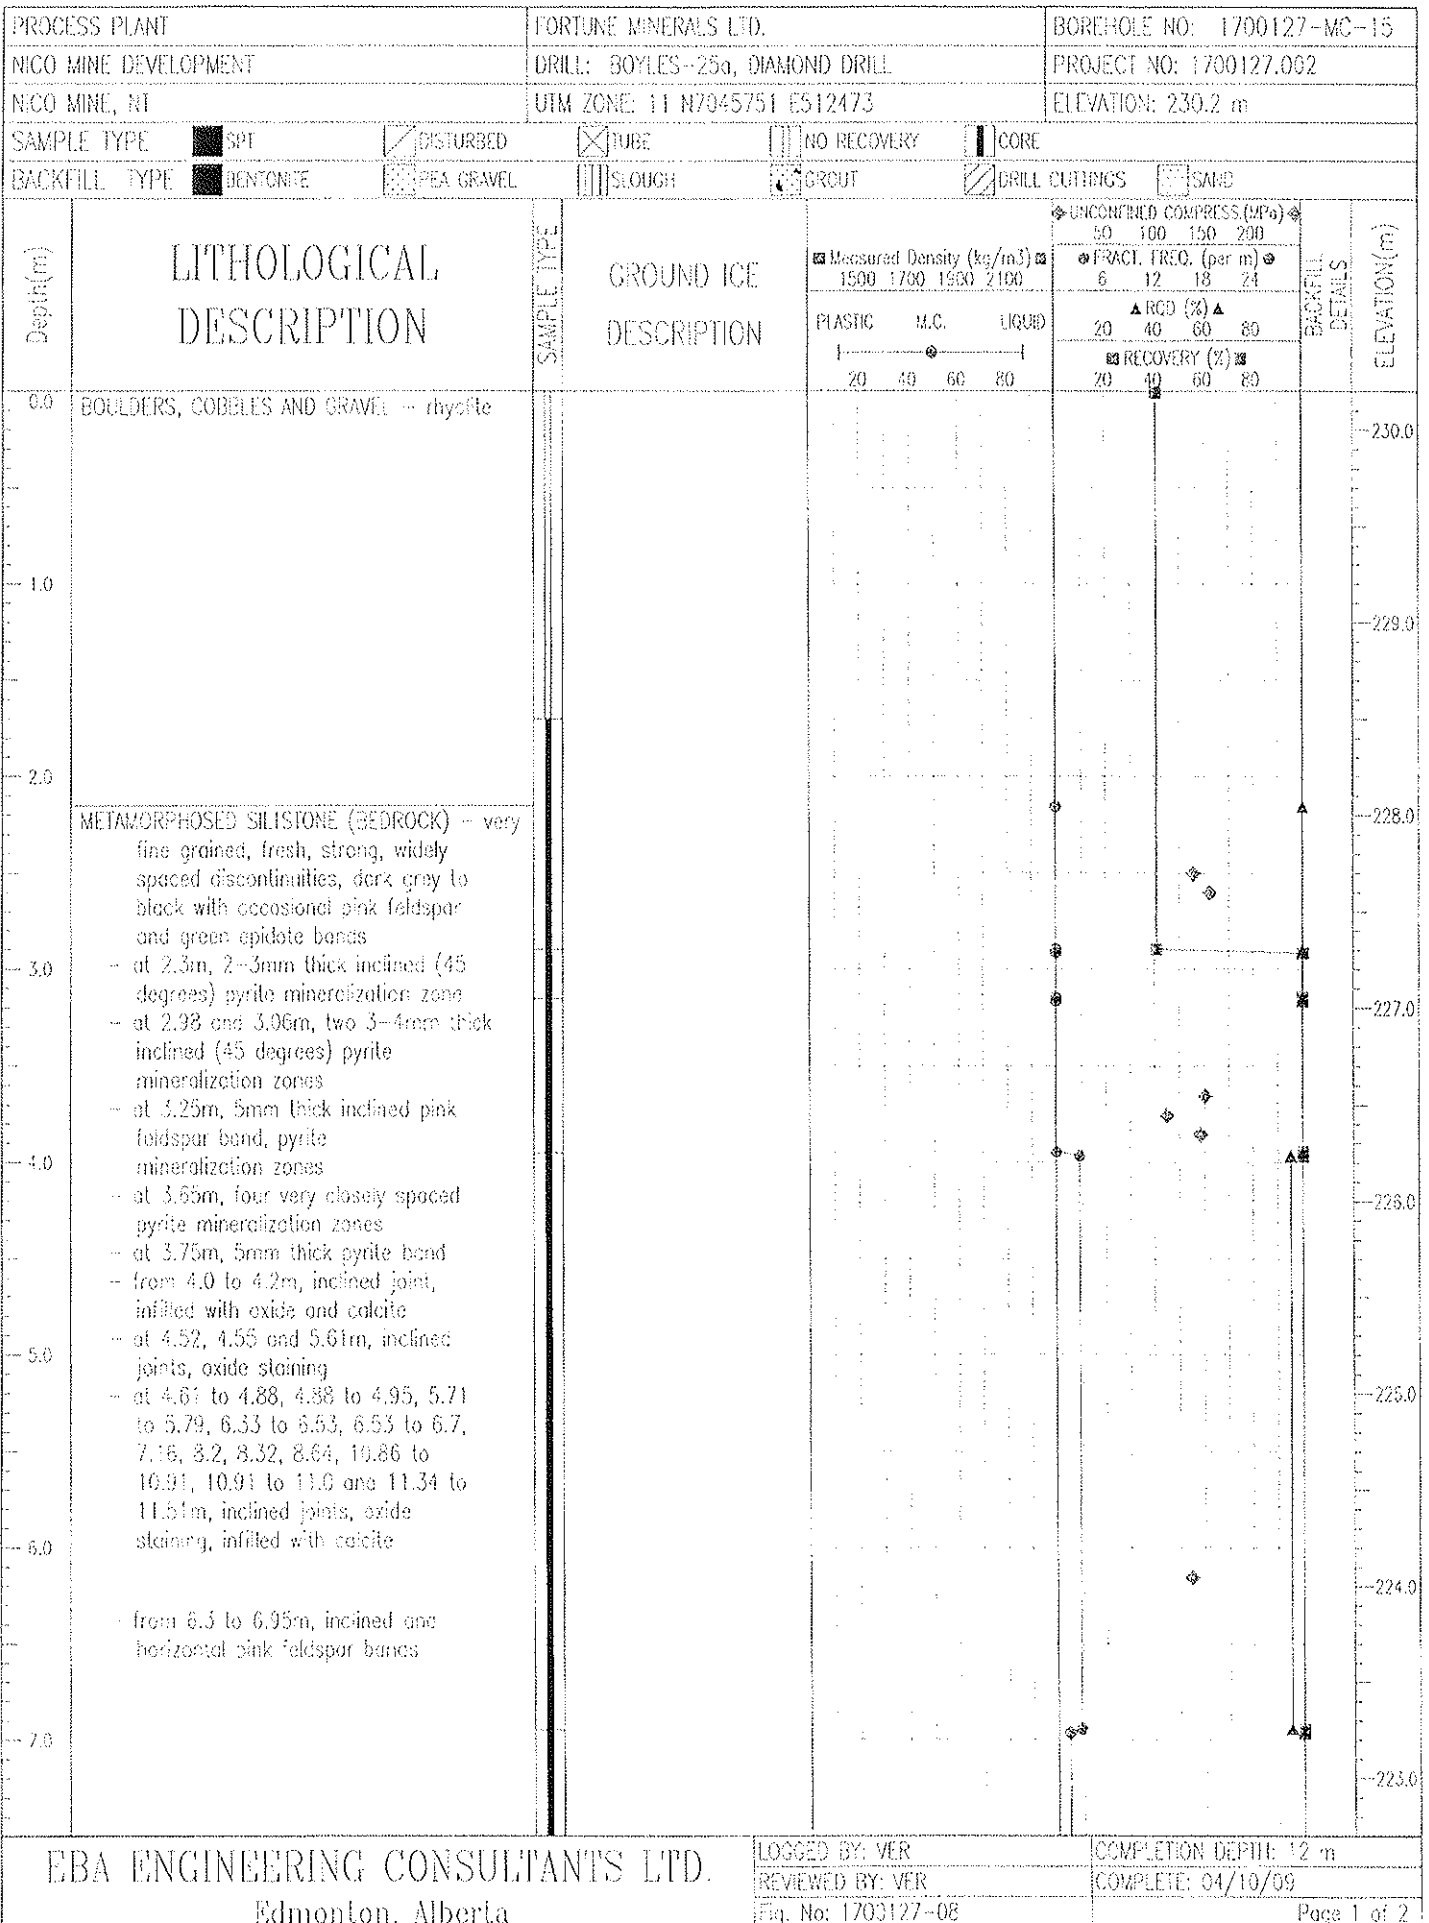 PROCESS PLANT
FORTUNE MINERALS LTD.
BOREHOLE NO: 1700127-MC-15
NICO MINE DEVELOPMENT
DRILL: BOYLES-25a, DIAMOND DRILL
PROJECT NO: 1700127.002
NICO MINE, NT
UTM ZONE: 11 N7045751 E512473
ELEVATION: 230.2 m
SAMPLE TYPE SPT DISTURBED TUBE NO RECOVERY CORE
BACKFILL TYPE BENTONITE PEA GRAVEL SLOUGH GROUT DRILL CUTTINGS SAND
Depth(m)
LITHOLOGICAL
DESCRIPTION
SAMPLE TYPE
GROUND ICE
DESCRIPTION
Measured Density (kg/m3)
1500 1700 1900 2100
PLASTIC M.C. LIQUID
20 40 60 80
UNCONFINED COMPRESS.(MPa)
50 100 150 200
FRACT. FREQ. (per m)
6 12 18 24
RQD (%)
20 40 60 80
RECOVERY (%)
20 40 60 80
BACKFILL
DETAILS
ELEVATION(m)
0.0
1.0
2.0
3.0
4.0
5.0
6.0
7.0
BOULDERS, COBBLES AND GRAVEL - rhyolite
METAMORPHOSED SILISTONE (BEDROCK) - very
fine grained, fresh, strong, widely
spaced discontinuities, dark grey to
black with occasional pink feldspar
and green epidote bands
- at 2.3m, 2-3mm thick inclined (45
degrees) pyrite mineralization zone
- at 2.98 and 3.06m, two 3-4mm thick
inclined (45 degrees) pyrite
mineralization zones
- at 3.25m, 5mm thick inclined pink
feldspar band, pyrite
mineralization zones
- at 3.65m, four very closely spaced
pyrite mineralization zones
- at 3.75m, 5mm thick pyrite band
- from 4.0 to 4.2m, inclined joint,
infilled with oxide and calcite
- at 4.52, 4.55 and 5.61m, inclined
joints, oxide staining
- at 4.61 to 4.88, 4.88 to 4.95, 5.71
to 5.79, 6.33 to 6.53, 6.53 to 6.7,
7.16, 8.2, 8.32, 8.64, 10.86 to
10.91, 10.91 to 11.0 and 11.34 to
11.51m, inclined joints, oxide
staining, infilled with calcite
- from 6.3 to 6.95m, inclined and
horizontal pink feldspar bands
230.0
229.0
228.0
227.0
226.0
225.0
224.0
223.0
EBA ENGINEERING CONSULTANTS LTD.
Edmonton, Alberta
LOGGED BY: VER
COMPLETION DEPTH: 12 m
REVIEWED BY: VER
COMPLETE: 04/10/09
Fig. No: 1700127-08
Page 1 of 2